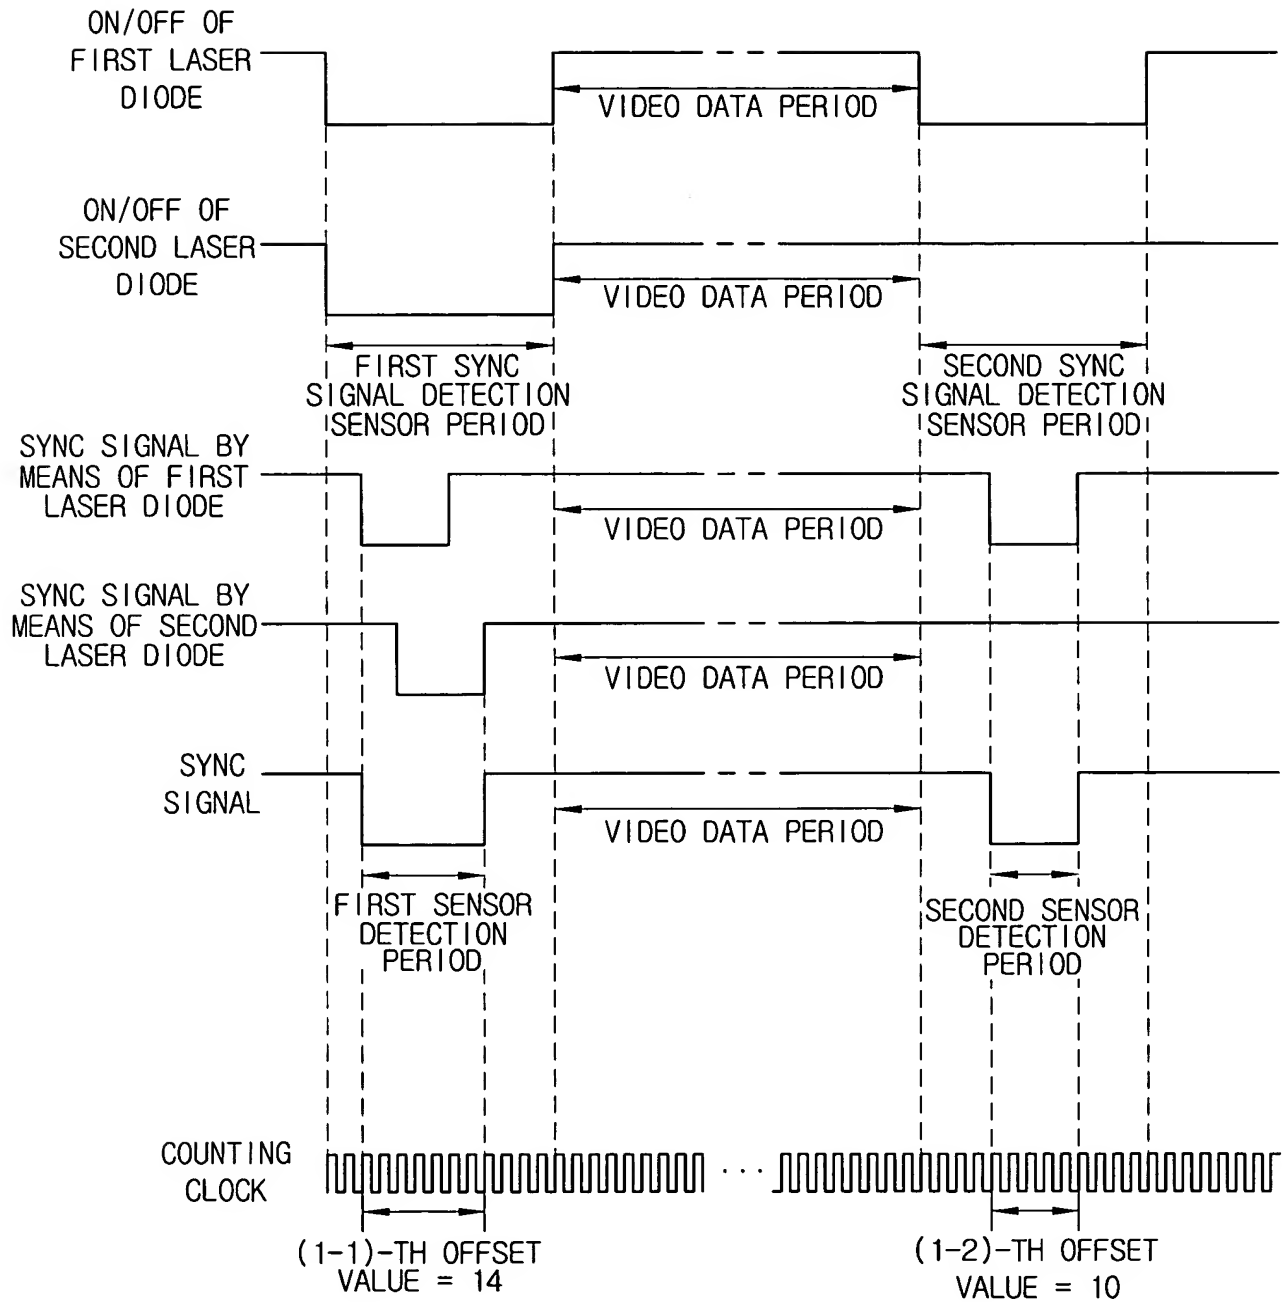 ON/OFF OF
FIRST LASER
DIODE
VIDEO DATA PERIOD
ON/OFF OF
SECOND LASER
DIODE
VIDEO DATA PERIOD
FIRST SYNC
SIGNAL DETECTION
SENSOR PERIOD
SECOND SYNC
SIGNAL DETECTION
SENSOR PERIOD
SYNC SIGNAL BY
MEANS OF FIRST
LASER DIODE
VIDEO DATA PERIOD
SYNC SIGNAL BY
MEANS OF SECOND
LASER DIODE
VIDEO DATA PERIOD
SYNC
SIGNAL
VIDEO DATA PERIOD
FIRST SENSOR
DETECTION
PERIOD
SECOND SENSOR
DETECTION
PERIOD
COUNTING
CLOCK
...
(1-1)-TH OFFSET
VALUE = 14
(1-2)-TH OFFSET
VALUE = 10